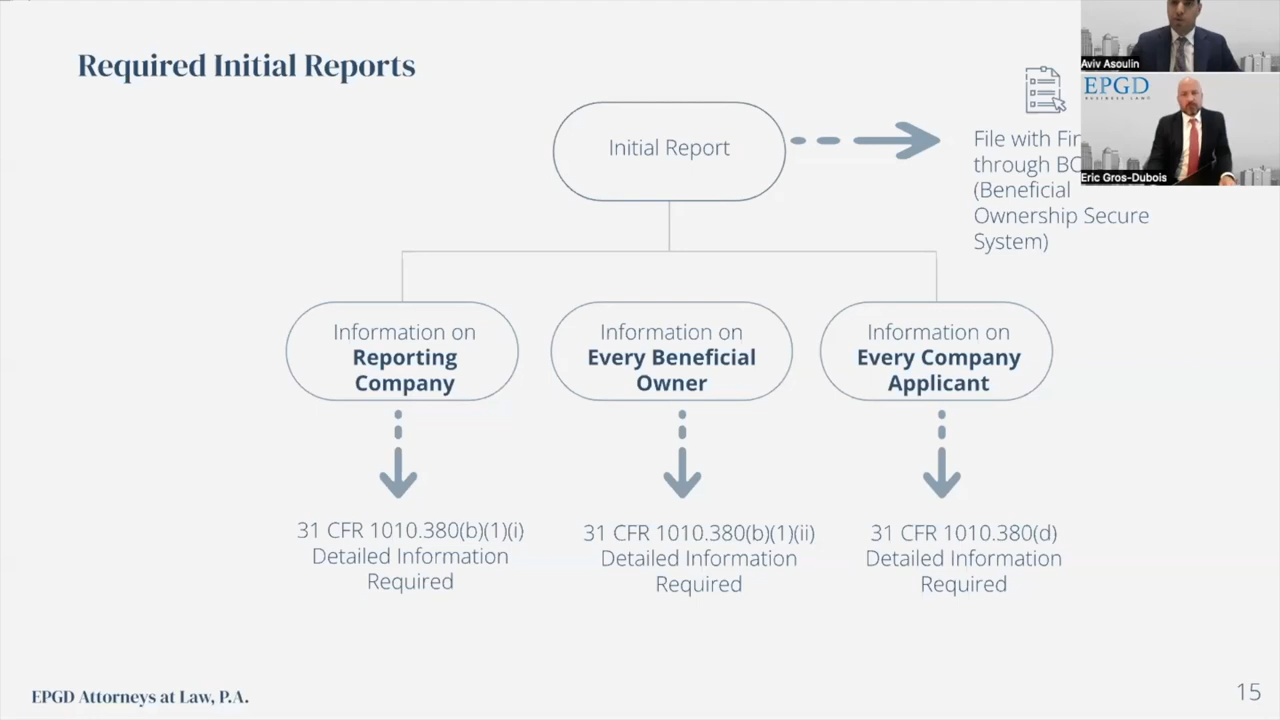 Required Initial Reports
Initial Report
File with
through
(Beneficial
Ownership Secure
System)
Aviv Asoulin
EPGD
BUSINESS LAW
Eric Gros-Dubois
Information on
Reporting
Company
Information on
Every Beneficial
Owner
Information on
Every Company
Applicant
31 CFR 1010.380(b)(1)(i)
Detailed Information
Required
31 CFR 1010.380(b)(1)(ii)
Detailed Information
Required
31 CFR 1010.380(d)
Detailed Information
Required
EPGD Attorneys at Law, P.A.
15